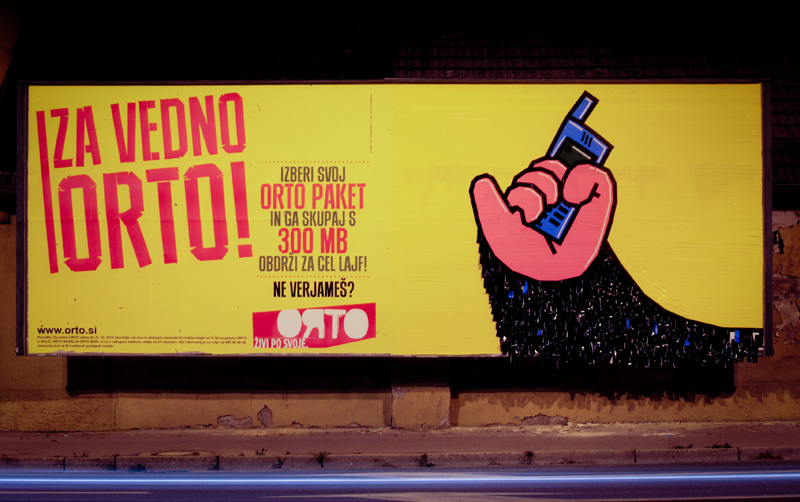 ZA VEDNO
ORTO!
IZBERI SVOJ
ORTO PAKET
IN GA SKUPAJ S
300 MB
OBDRŽI ZA CEL LAJF!
NE VERJAMEŠ?
ORTO
ŽIVI PO SVOJE.
www.orto.si